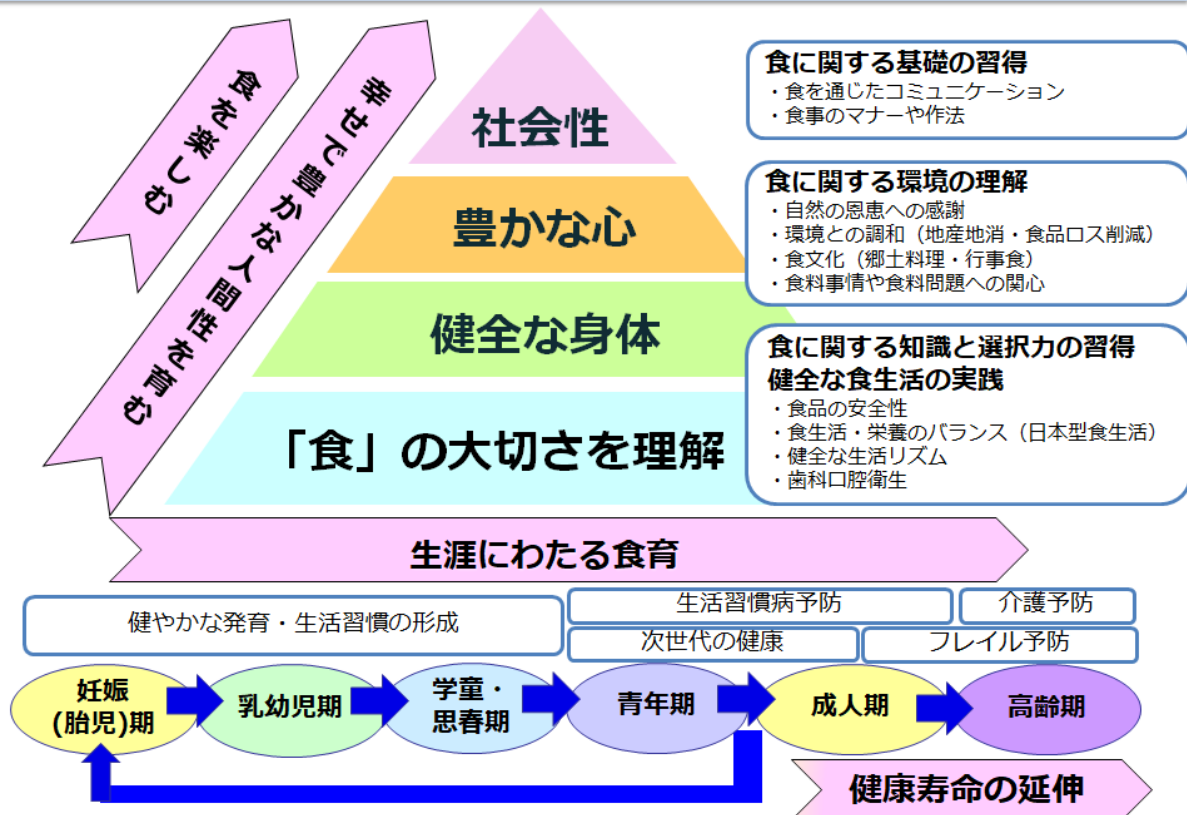 食を楽しむ
幸せで豊かな人間性を育む
社会性
豊かな心
健全な身体
「食」の大切さを理解
食に関する基礎の習得
・食を通じたコミュニケーション
・食事のマナーや作法
食に関する環境の理解
・自然の恩恵への感謝
・環境との調和（地産地消・食品ロス削減）
・食文化（郷土料理・行事食）
・食料事情や食料問題への関心
食に関する知識と選択力の習得
健全な食生活の実践
・食品の安全性
・食生活・栄養のバランス（日本型食生活）
・健全な生活リズム
・歯科口腔衛生
生涯にわたる食育
健やかな発育・生活習慣の形成
生活習慣病予防
介護予防
次世代の健康
フレイル予防
妊娠
(胎児)期
乳幼児期
学童・
思春期
青年期
成人期
高齢期
健康寿命の延伸